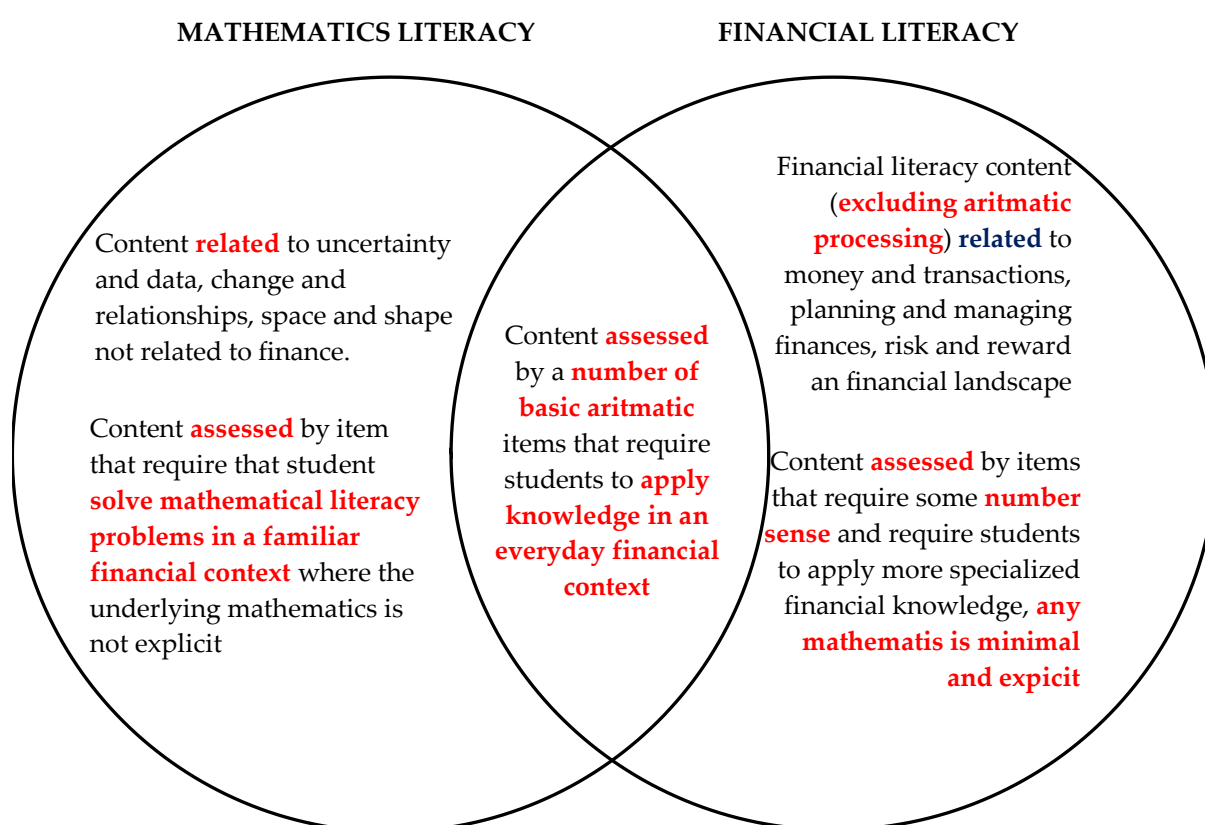 MATHEMATICS LITERACY
FINANCIAL LITERACY
Content related to uncertainty
and data, change and
relationships, space and shape
not related to finance.
Content assessed by item
that require that student
solve mathematical literacy
problems in a familiar
financial context where the
underlying mathematics is
not explicit
Content assessed
by a number of
basic aritmatic
items that require
students to apply
knowledge in an
everyday financial
context
Financial literacy content
(excluding aritmatic
processing) related to
money and transactions,
planning and managing
finances, risk and reward
an financial landscape
Content assessed by items
that require some number
sense and require students
to apply more specialized
financial knowledge, any
mathematis is minimal
and expicit